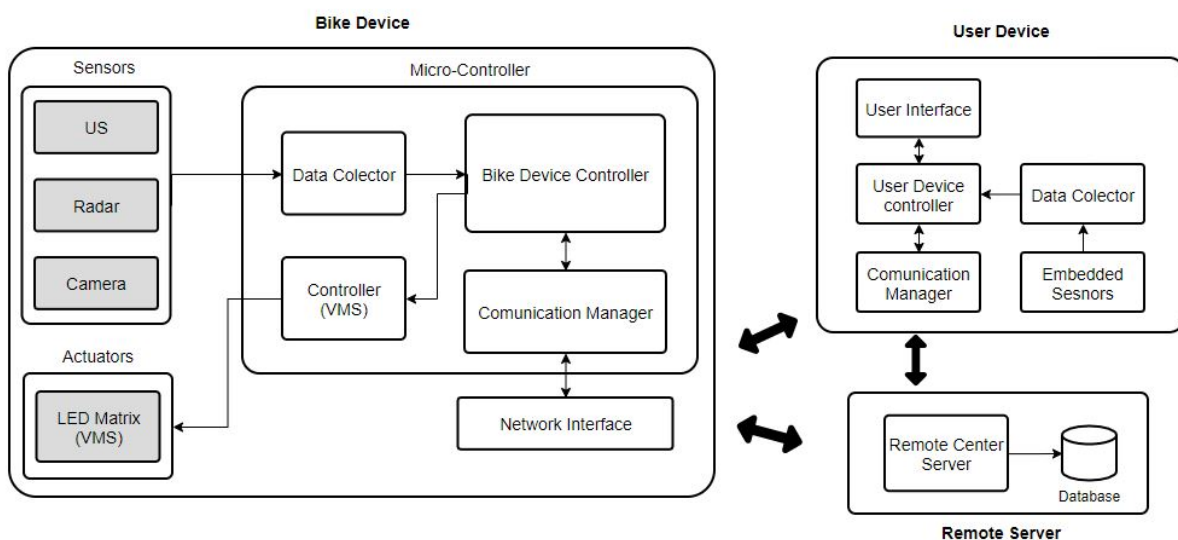 Bike Device
Sensors
US
Radar
Camera
Actuators
LED Matrix
(VMS)
Micro-Controller
Data Colector
Bike Device Controller
Controller
(VMS)
Comunication Manager
Network Interface
User Device
User Interface
User Device
controller
Data Colector
Comunication
Manager
Embedded
Sesnors
Remote Center
Server
Database
Remote Server